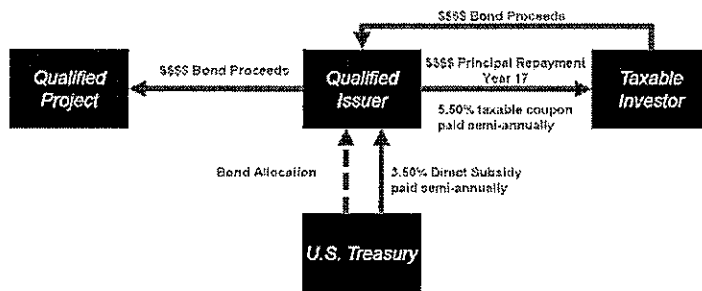 $$$$ Bond Proceeds
Qualified
Project
$$$$ Bond Proceeds
Qualified
Issuer
$$$$ Principal Repayment
Year 17
5.50% taxable coupon
paid semi-annually
Taxable
Investor
Bond Allocation
3.50% Direct Subsidy
paid semi-annually
U.S. Treasury